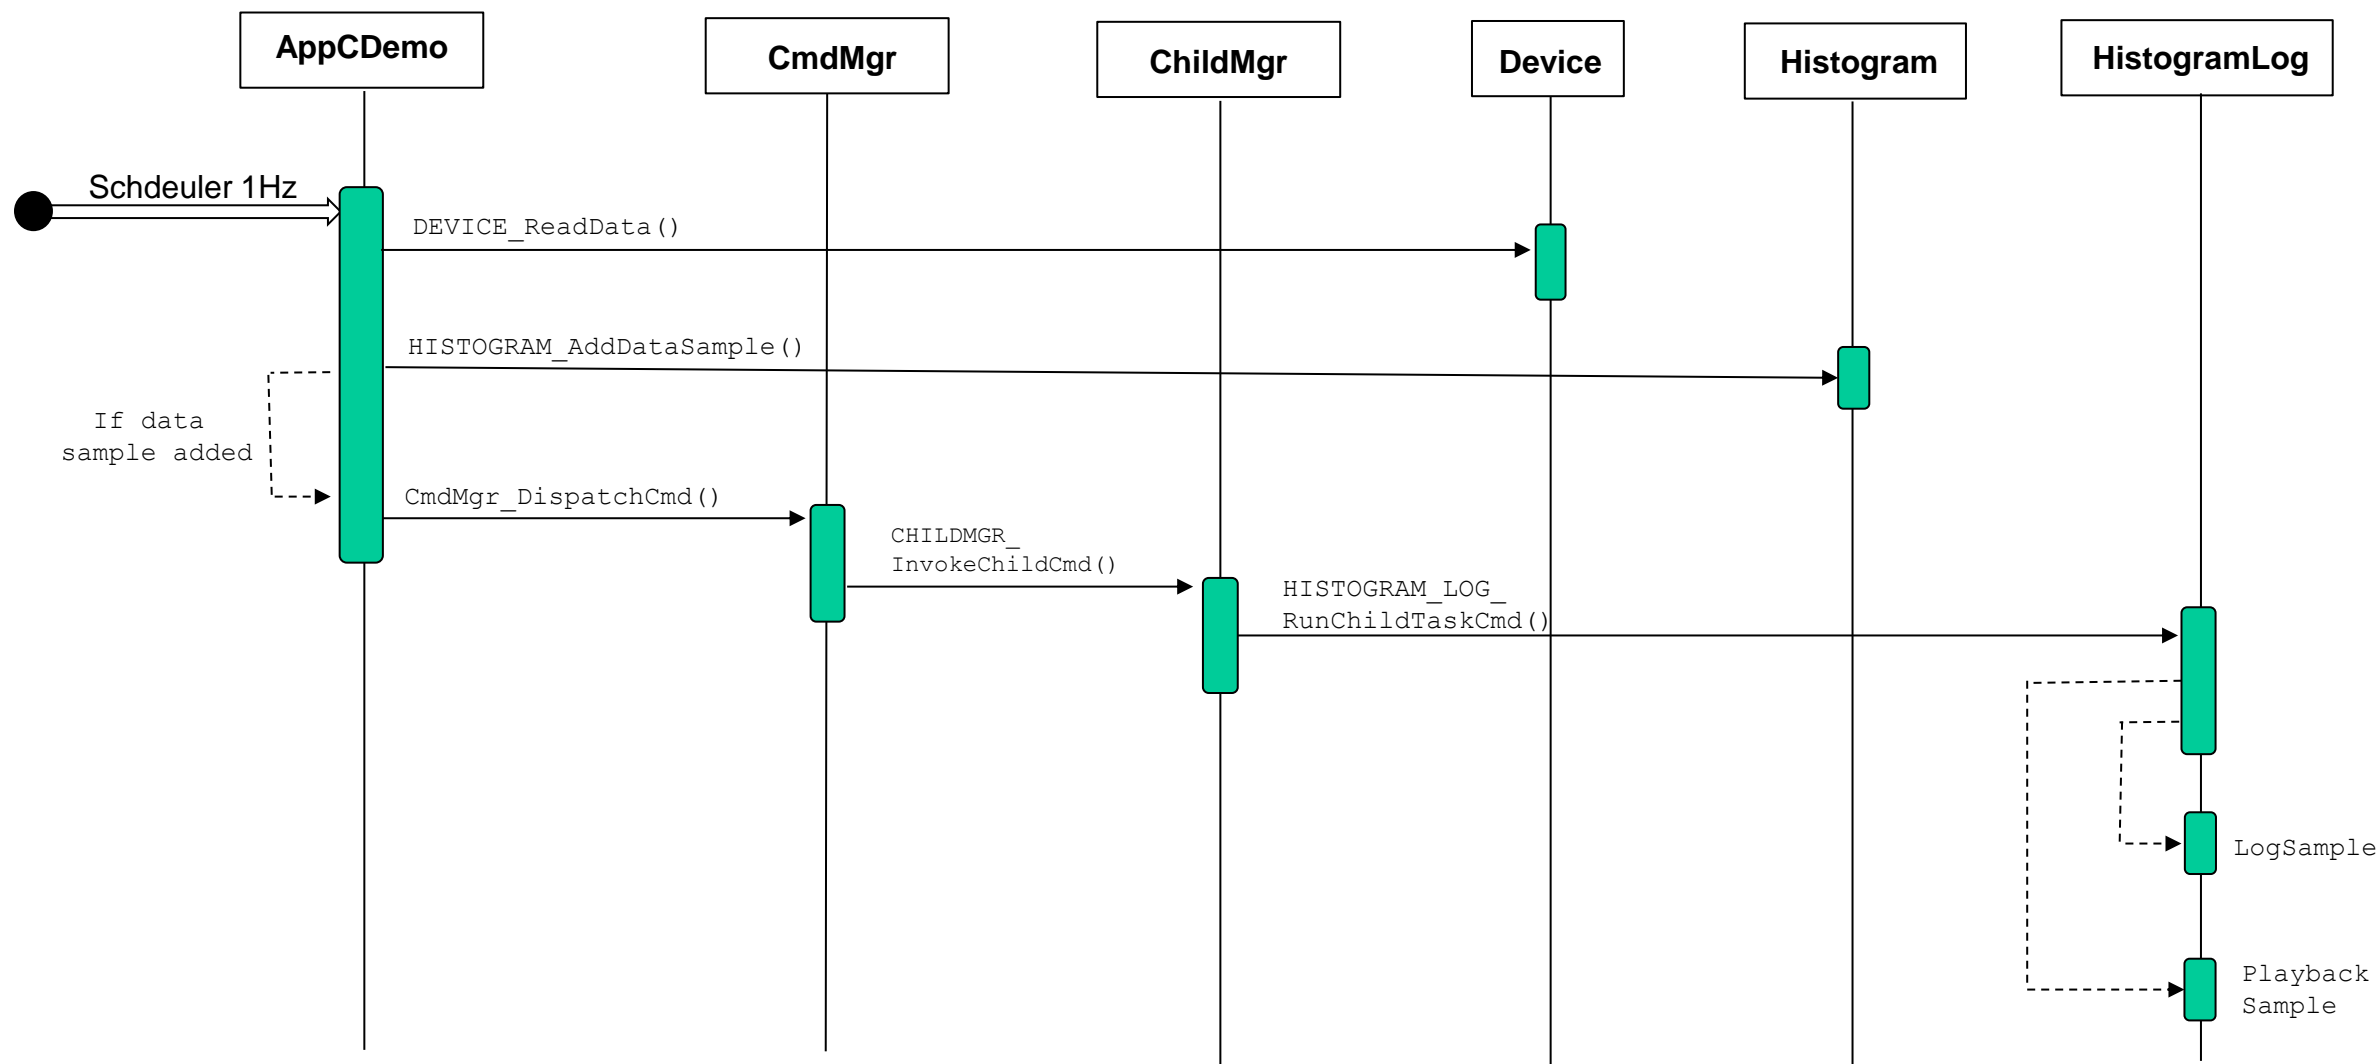 AppCDemo
CmdMgr
ChildMgr
Device
Histogram
HistogramLog
Schdeuler 1Hz
DEVICE_ReadData()
HISTOGRAM_AddDataSample()
If data
sample added
CmdMgr_DispatchCmd()
CHILDMGR_
InvokeChildCmd()
HISTOGRAM_LOG_
RunChildTaskCmd()
LogSample
Playback
Sample